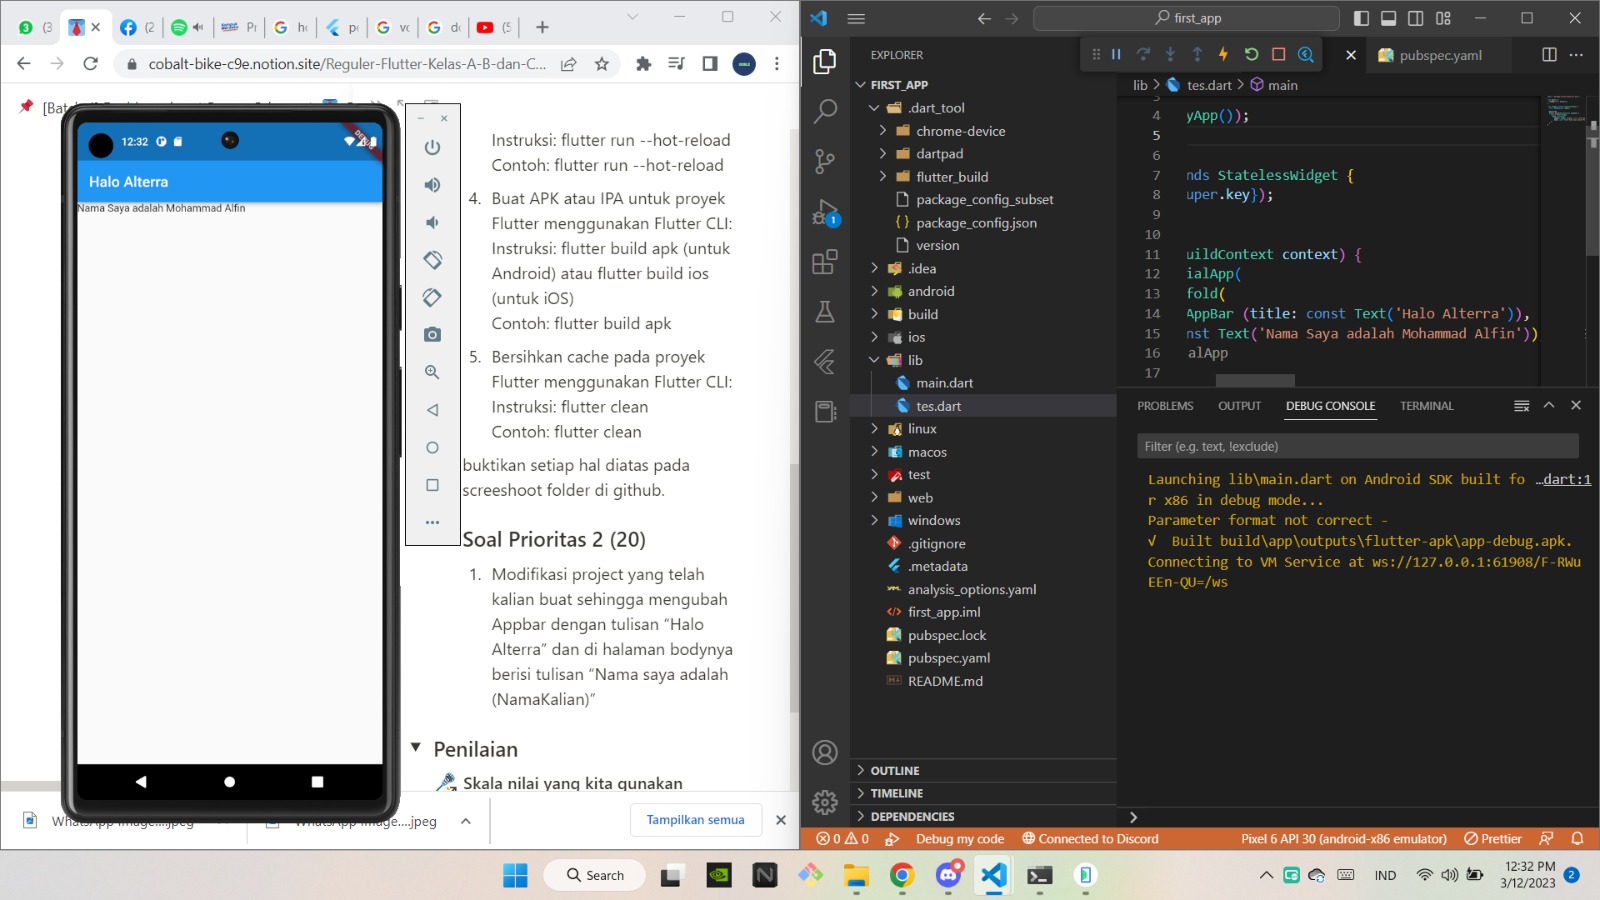 cobalt-bike-c9e.notion.site/Reguler-Flutter-Kelas-A-B-dan-C...
12:32
DEBUG
Halo Alterra
Nama Saya adalah Mohammad Alfin
Instruksi: flutter run --hot-reload
Contoh: flutter run --hot-reload
4. Buat APK atau IPA untuk proyek
Flutter menggunakan Flutter CLI:
Instruksi: flutter build apk (untuk
Android) atau flutter build ios
(untuk iOS)
Contoh: flutter build apk
5. Bersihkan cache pada proyek
Flutter menggunakan Flutter CLI:
Instruksi: flutter clean
Contoh: flutter clean
buktikan setiap hal diatas pada
screeshoot folder di github.
Soal Prioritas 2 (20)
1. Modifikasi project yang telah
kalian buat sehingga mengubah
Appbar dengan tulisan “Halo
Alterra” dan di halaman bodynya
berisi tulisan “Nama saya adalah
(NamaKalian)”
Penilaian
Skala nilai yang kita gunakan
Tampilkan semua
first_app
EXPLORER
FIRST_APP
.dart_tool
chrome-device
dartpad
flutter_build
package_config_subset
package_config.json
version
.idea
android
build
ios
lib
main.dart
tes.dart
linux
macos
test
web
windows
.gitignore
.metadata
analysis_options.yaml
first_app.iml
pubspec.lock
pubspec.yaml
README.md
OUTLINE
TIMELINE
DEPENDENCIES
pubspec.yaml
lib > tes.dart > main
3
4 yApp());
5
6
7 nds StatelessWidget {
8 uper.key});
9
10
11 uildContext context) {
12 ialApp(
13 fold(
14 AppBar (title: const Text('Halo Alterra')),
15 nst Text('Nama Saya adalah Mohammad Alfin'))
16 alApp
17
PROBLEMS OUTPUT DEBUG CONSOLE TERMINAL
Filter (e.g. text, !exclude)
Launching lib\main.dart on Android SDK built fo …dart:1
r x86 in debug mode...
Parameter format not correct -
√ Built build\app\outputs\flutter-apk\app-debug.apk.
Connecting to VM Service at ws://127.0.0.1:61908/F-RWu
EEn-QU=/ws
0 0 Debug my code Connected to Discord Pixel 6 API 30 (android-x86 emulator) Prettier
Search
IND
12:32 PM
3/12/2023
2